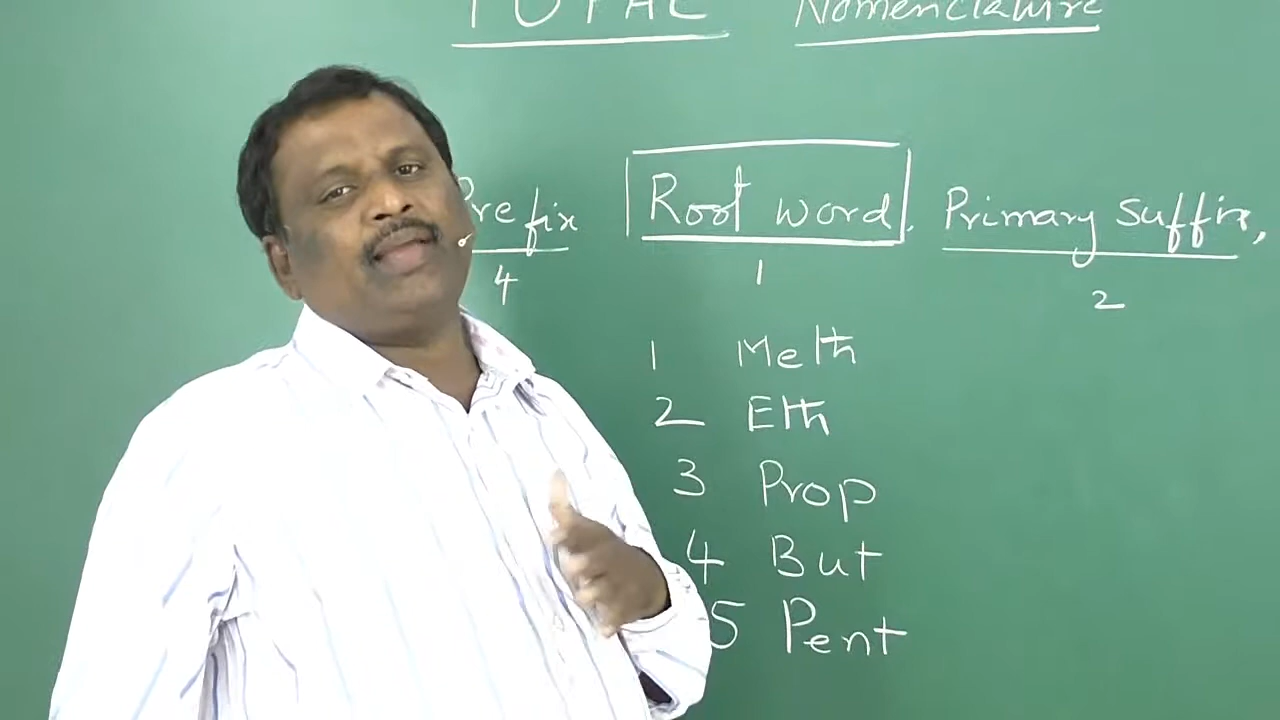 IUPAC Nomenclature
Prefix Root word, Primary suffix,
4 1 2
1 Meth
2 Eth
3 Prop
4 But
5 Pent